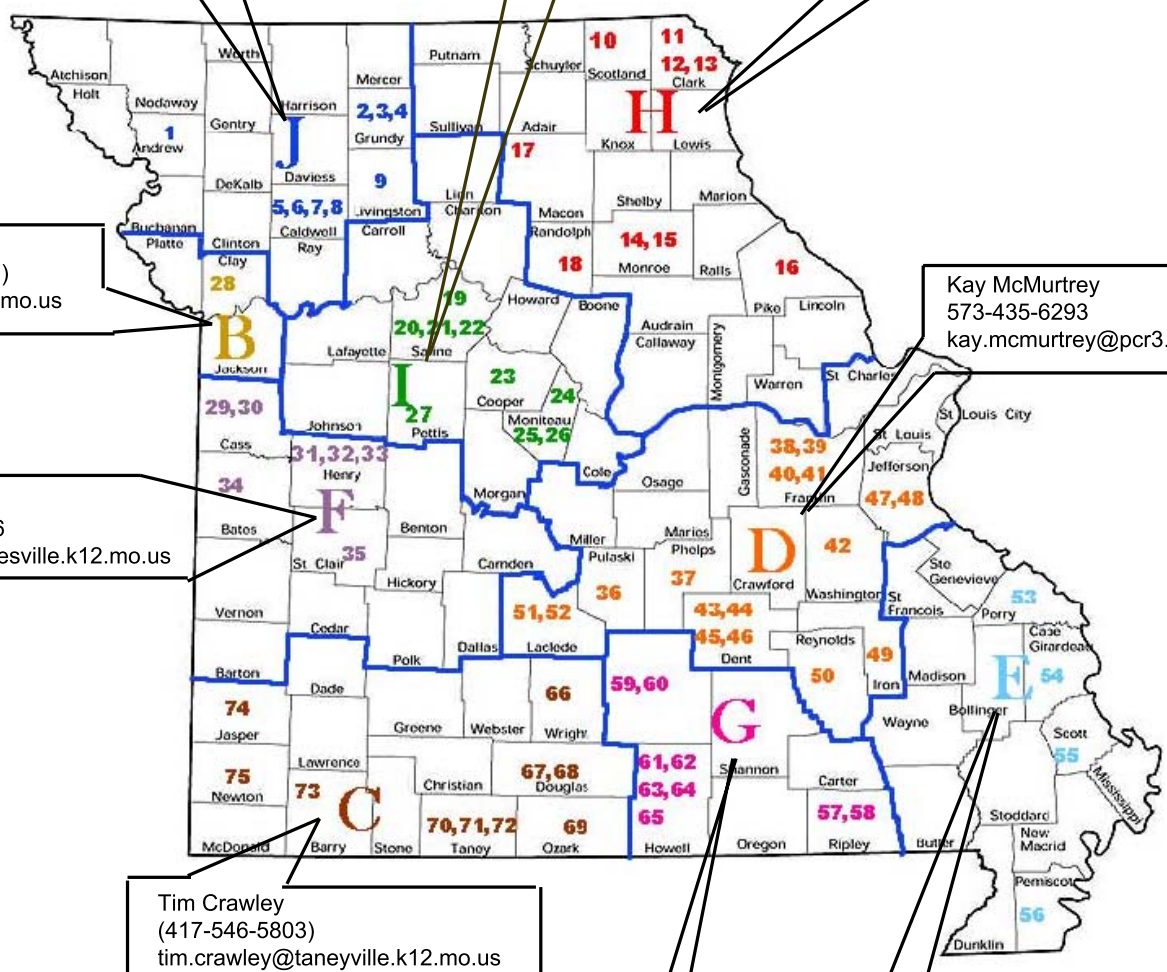 10
11
Worth
Putnam
Schuyler
12,13
Atchison
Scotland
Clark
Holt
Mercer
Nodaway
Harrison
2,3,4
H
1
Gentry
J
Sullivan
Adair
Andrew
Grundy
Knox
Lewis
17
DeKalb
Daviess
9
5,6,7,8
Shelby
Marion
Livingston
Macon
Buchanan
Caldwell
Carroll
Randolph
Platte
Clinton
Ray
14,15
Clay
18
Monroe
Ralls
16
)
28
19
Howard
Boone
Pike
Lincoln
mo.us
20,21,22
Audrain
Callaway
B
Lafayette
Saline
Montgomery
Kay McMurtrey
573-435-6293
kay.mcmurtrey@pcr3.
Jackson
I
23
24
Warren
St Charles
29,30
27
Cooper
Moniteau
St Louis City
Johnson
Pettis
25,26
38,39
St Louis
Cass
31,32,33
Cole
Gasconade
40,41
Jefferson
34
Henry
Osage
Franklin
47,48
F
Morgan
6
Bates
Benton
Miller
Maries
esville.k12.mo.us
35
Pulaski
Phelps
D
42
St Clair
Camden
Hickory
36
37
Crawford
Washington
Ste
Genevieve
St
Francois
53
Vernon
51,52
43,44
Perry
Cedar
45,46
Reynolds
Cape
Girardeau
Polk
Dallas
Laclede
Dent
49
Barton
50
Iron
Madison
E
54
Dade
66
59,60
74
G
Wayne
Bollinger
Greene
Webster
Wright
Scott
Jasper
55
Lawrence
61,62
Shannon
75
67,68
Carter
Mississippi
Newton
73
Christian
Douglas
63,64
C
65
57,58
Stoddard
70,71,72
69
New
Madrid
McDonald
Barry
Stone
Taney
Ozark
Howell
Oregon
Ripley
Butler
Pemiscot
56
Dunklin
Tim Crawley
(417-546-5803)
tim.crawley@taneyville.k12.mo.us